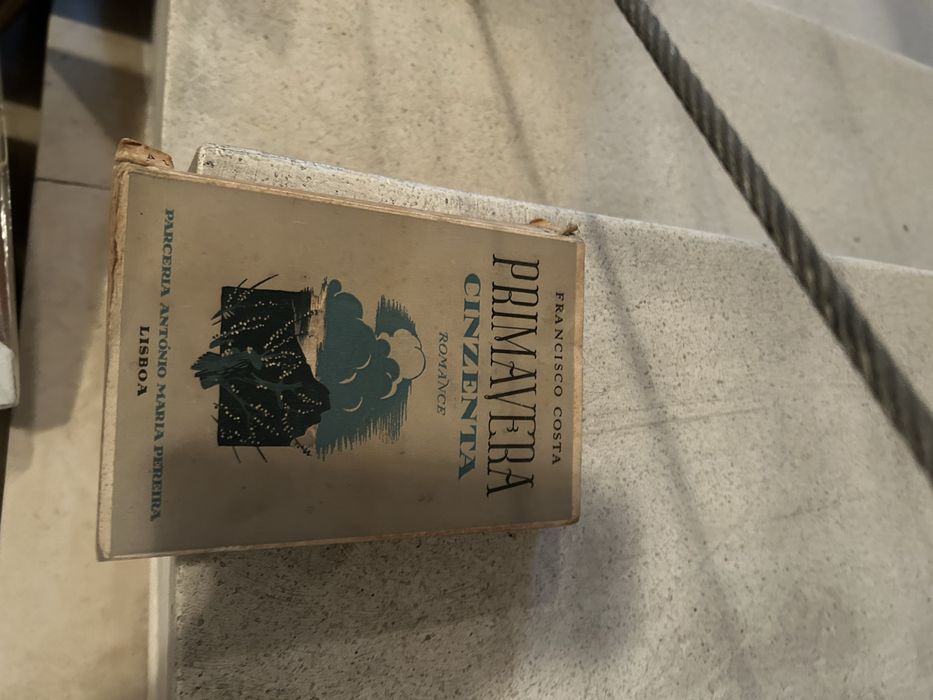 FRANCISCO COSTA
PRIMAVERA
CINZENTA
ROMANCE
PARCERIA ANTÓNIO MARIA PEREIRA
LISBOA